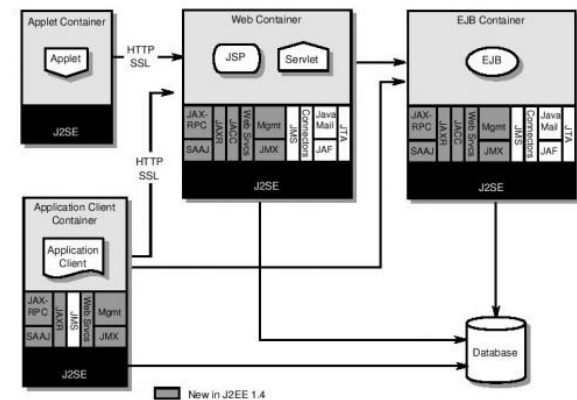 Applet Container
Applet
J2SE
HTTP
SSL
Web Container
JSP
Servlet
JAX-
RPC
SAAJ
JAXR
JACC
Web Srvcs
Mgmt
JMX
JMS
Connectors
Java
Mail
JAF
JTA
J2SE
EJB Container
EJB
JAX-
RPC
SAAJ
JAXR
JACC
Web Srvcs
Mgmt
JMX
JMS
Connectors
Java
Mail
JAF
JTA
J2SE
HTTP
SSL
Application Client
Container
Application
Client
JAX-
RPC
SAAJ
JAXR
JMS
Web Srvcs
Mgmt
JMX
J2SE
Database
New in J2EE 1.4